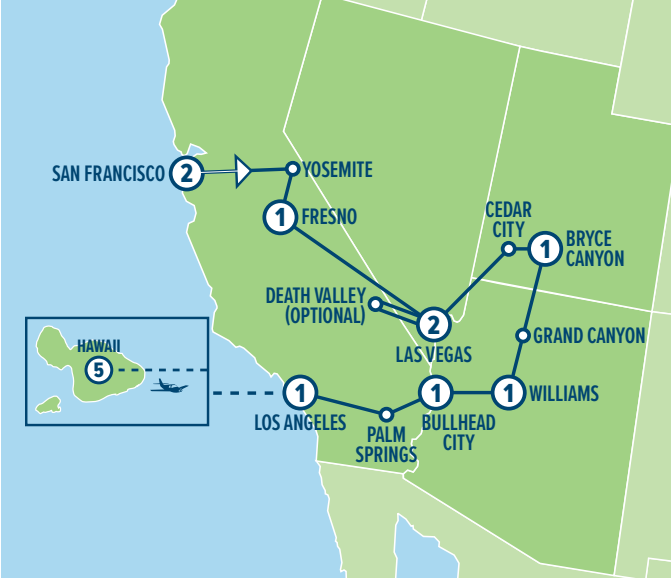 SAN FRANCISCO
2
YOSEMITE
1
FRESNO
CEDAR
CITY
1
BRYCE
CANYON
DEATH VALLEY
(OPTIONAL)
2
LAS VEGAS
GRAND CANYON
HAWAII
5
1
LOS ANGELES
PALM
SPRINGS
1
BULLHEAD
CITY
1
WILLIAMS